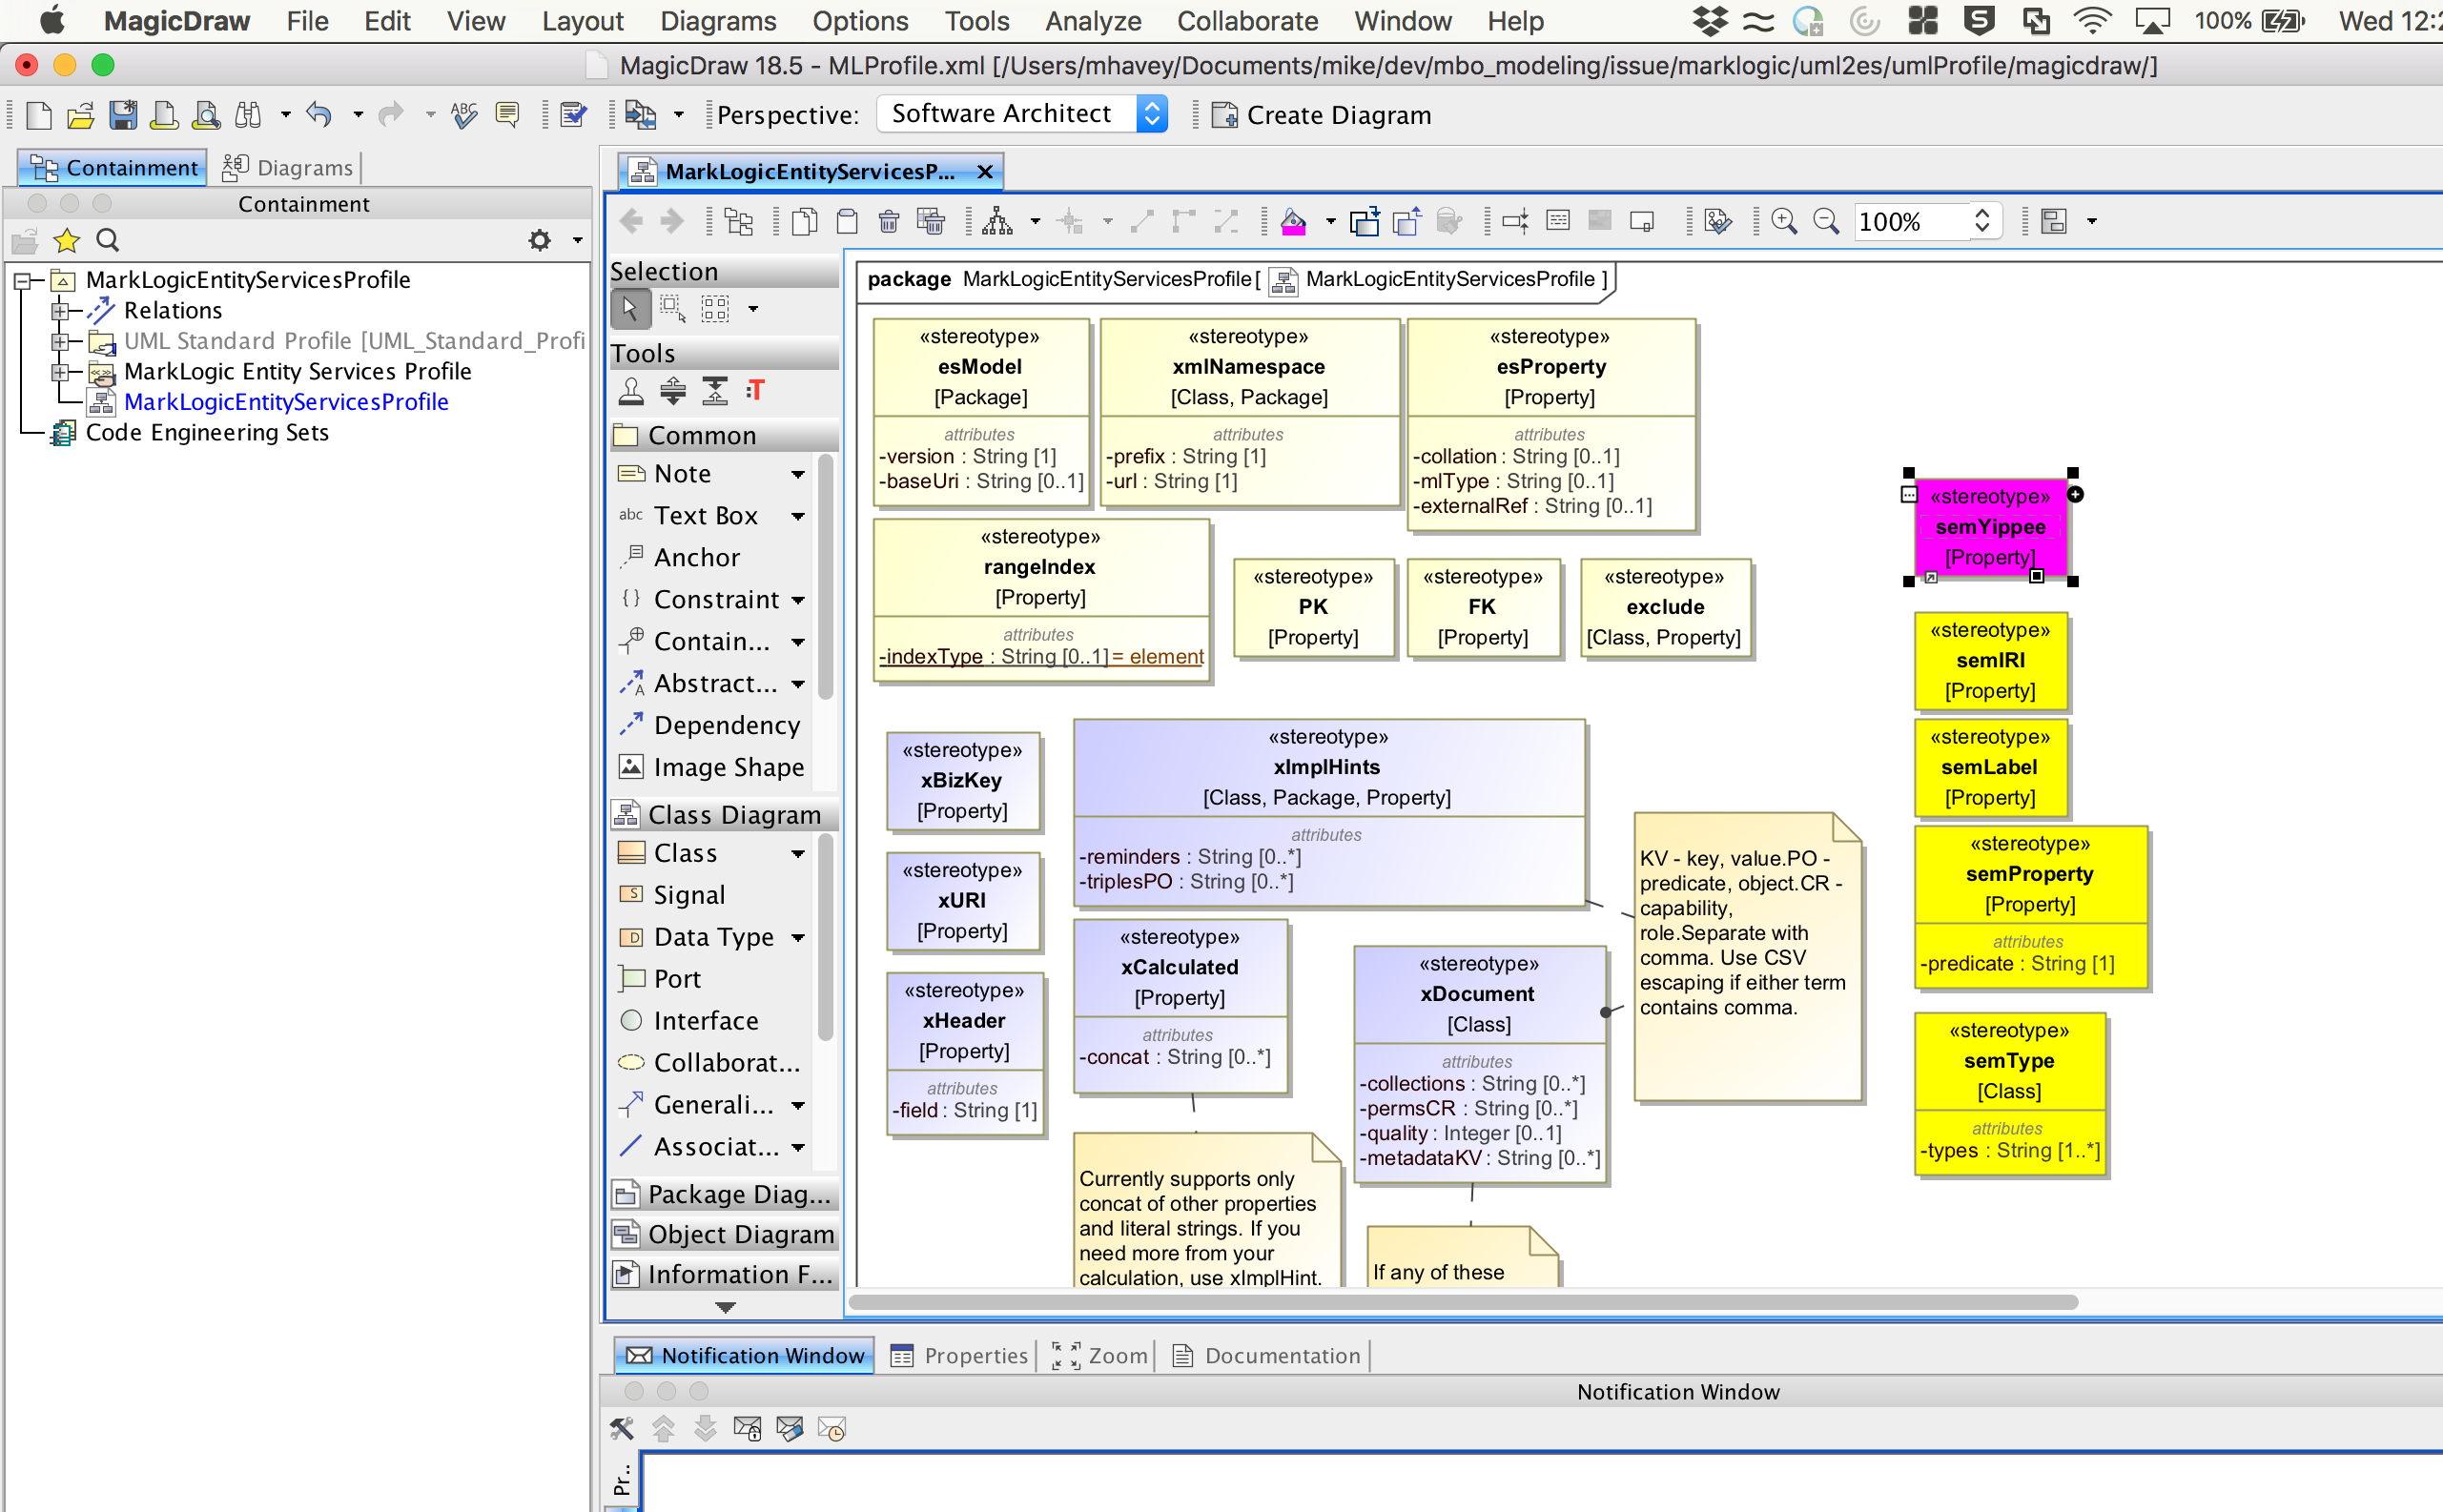 MagicDraw File Edit View Layout Diagrams Options Tools Analyze Collaborate Window Help 100% Wed 12:2
MagicDraw 18.5 - MLProfile.xml [/Users/mhavey/Documents/mike/dev/mbo_modeling/issue/marklogic/uml2es/umlProfile/magicdraw/]
ABC Perspective: Software Architect Create Diagram
Containment Diagrams
Containment
MarkLogicEntityServicesProfile
Relations
UML Standard Profile [UML_Standard_Profi
MarkLogic Entity Services Profile
MarkLogicEntityServicesProfile
Code Engineering Sets
MarkLogicEntityServicesP...
100%
Selection
Tools
:T
Common
Note
abc Text Box
Anchor
{} Constraint
Contain...
Abstract...
Dependency
Image Shape
Class Diagram
Class
S Signal
D Data Type
Port
Interface
Collaborat...
Generali...
Associat...
Package Diag...
Object Diagram
Information F...
package MarkLogicEntityServicesProfile[ MarkLogicEntityServicesProfile ]
«stereotype»
esModel
[Package]
attributes
-version : String [1]
-baseUri : String [0..1]
«stereotype»
xmlNamespace
[Class, Package]
attributes
-prefix : String [1]
-url : String [1]
«stereotype»
esProperty
[Property]
attributes
-collation : String [0..1]
-mlType : String [0..1]
-externalRef : String [0..1]
«stereotype»
rangeIndex
[Property]
attributes
-indexType : String [0..1] = element
«stereotype»
PK
[Property]
«stereotype»
FK
[Property]
«stereotype»
exclude
[Class, Property]
«stereotype»
semYippee
[Property]
«stereotype»
semIRI
[Property]
«stereotype»
semLabel
[Property]
«stereotype»
semProperty
[Property]
attributes
-predicate : String [1]
«stereotype»
semType
[Class]
attributes
-types : String [1..*]
«stereotype»
xBizKey
[Property]
«stereotype»
xURI
[Property]
«stereotype»
xHeader
[Property]
attributes
-field : String [1]
«stereotype»
xImplHints
[Class, Package, Property]
attributes
-reminders : String [0..*]
-triplesPO : String [0..*]
«stereotype»
xCalculated
[Property]
attributes
-concat : String [0..*]
«stereotype»
xDocument
[Class]
attributes
-collections : String [0..*]
-permsCR : String [0..*]
-quality : Integer [0..1]
-metadataKV : String [0..*]
KV - key, value.PO -
predicate, object.CR -
capability,
role.Separate with
comma. Use CSV
escaping if either term
contains comma.
Currently supports only
concat of other properties
and literal strings. If you
need more from your
calculation, use xImplHint.
If any of these
Notification Window Properties Zoom Documentation
Notification Window
Pr..